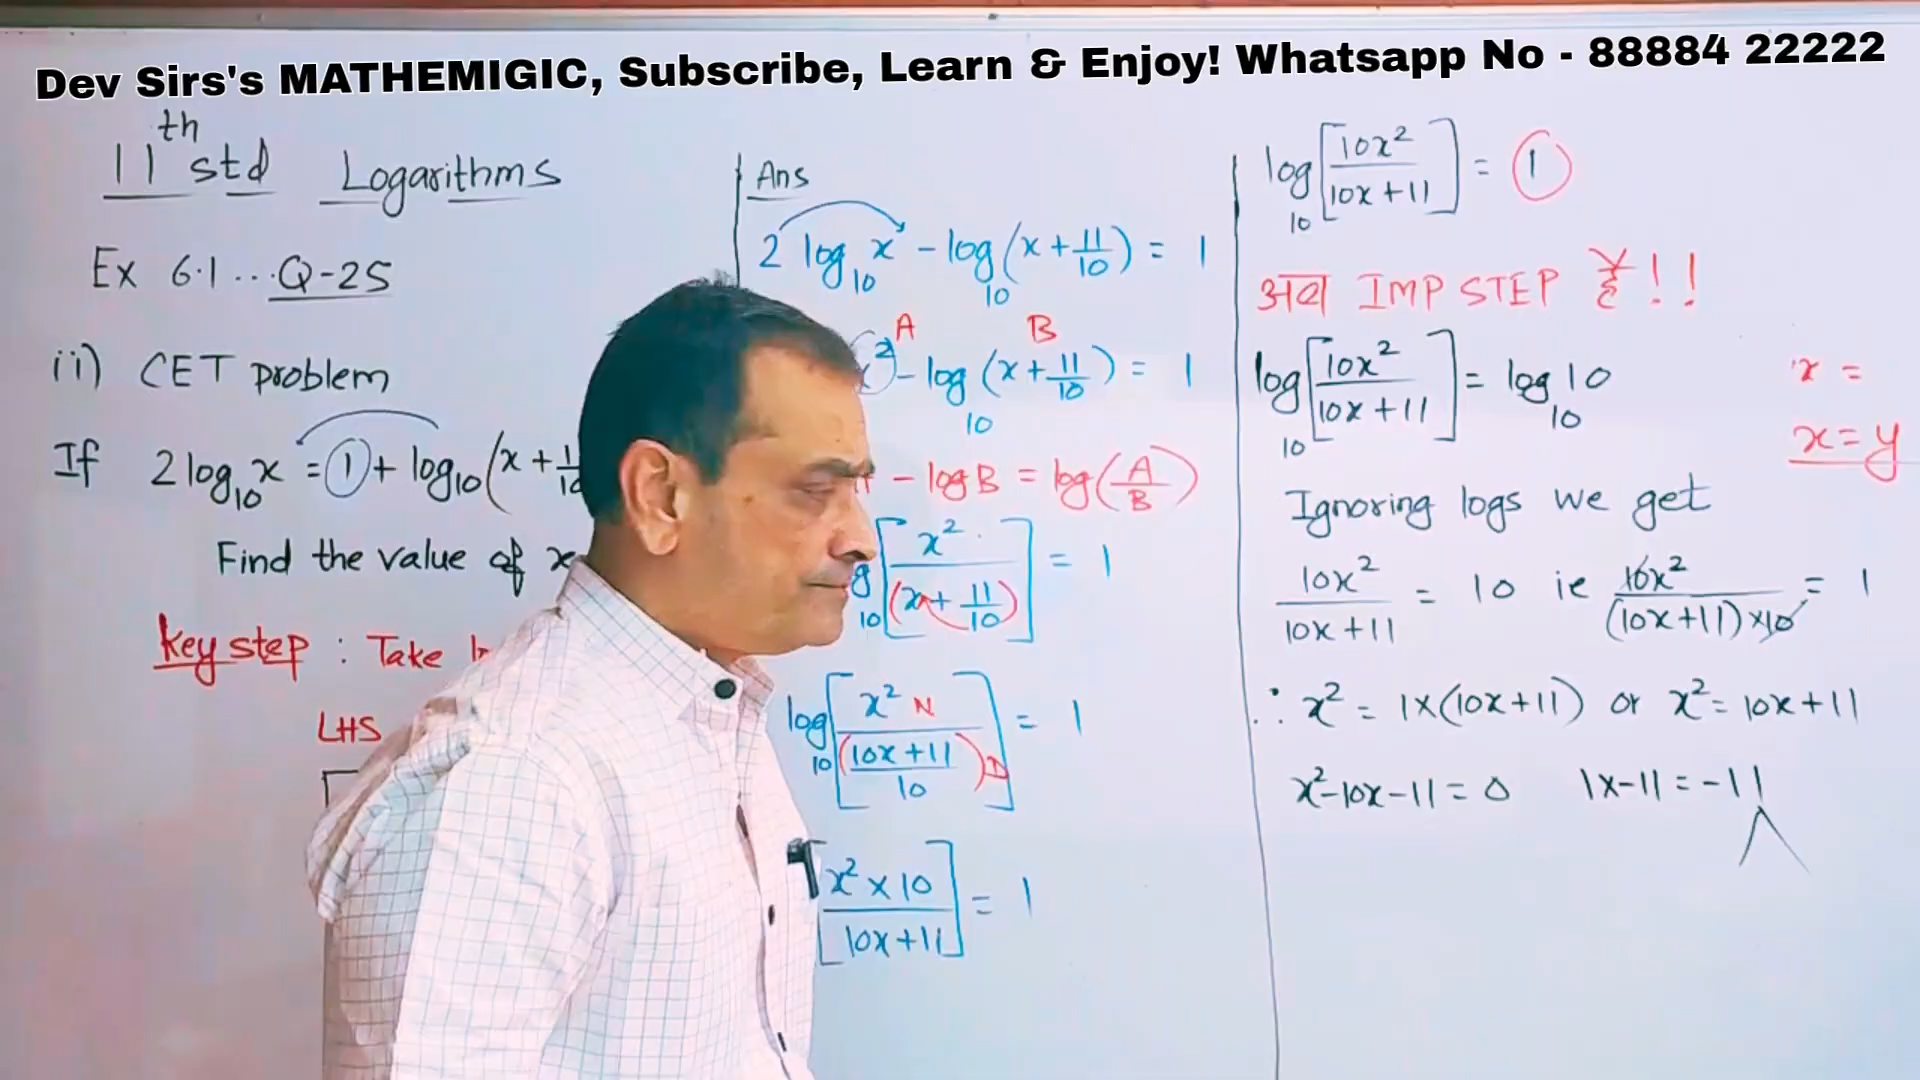 Dev Sirs's MATHEMIGIC, Subscribe, Learn & Enjoy! Whatsapp No - 88884 22222
11th std Logarithms
Ex 6.1 ... Q-25
ii) CET problem
If 2 log₁₀ x = 1 + log₁₀ (x + 
Find the value of x
Key step : Take
LHS
Ans
2 log₁₀ x - log₁₀ (x + 11/10) = 1
A B
² - log₁₀ (x + 11/10) = 1
- log B = log (A/B)
[x² / (x + 11/10)] = 1
log₁₀ [x² N / ((10x + 11)/10) D] = 1
[x² × 10 / 10x + 11] = 1
log₁₀ [10x² / 10x + 11] = 1
अब IMP STEP है!!
log₁₀ [10x² / 10x + 11] = log₁₀ 10
x =
x = y
Ignoring logs we get
10x² / 10x + 11 = 10 ie 10x² / (10x + 11) × 10 = 1
∴ x² = 1 × (10x + 11) or x² = 10x + 11
x² - 10x - 11 = 0 1 x - 11 = - 11